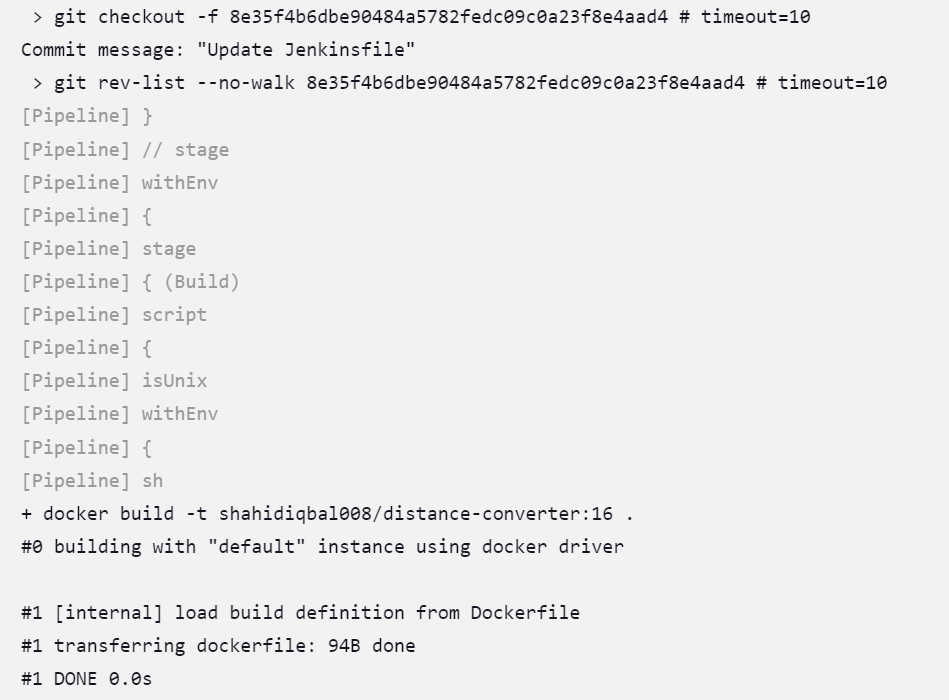 > git checkout -f 8e35f4b6dbe90484a5782fedc09c0a23f8e4aad4 # timeout=10
Commit message: "Update Jenkinsfile"
> git rev-list --no-walk 8e35f4b6dbe90484a5782fedc09c0a23f8e4aad4 # timeout=10
[Pipeline] }
[Pipeline] // stage
[Pipeline] withEnv
[Pipeline] {
[Pipeline] stage
[Pipeline] { (Build)
[Pipeline] script
[Pipeline] {
[Pipeline] isUnix
[Pipeline] withEnv
[Pipeline] {
[Pipeline] sh
+ docker build -t shahidiqbal008/distance-converter:16 .
#0 building with "default" instance using docker driver
#1 [internal] load build definition from Dockerfile
#1 transferring dockerfile: 94B done
#1 DONE 0.0s